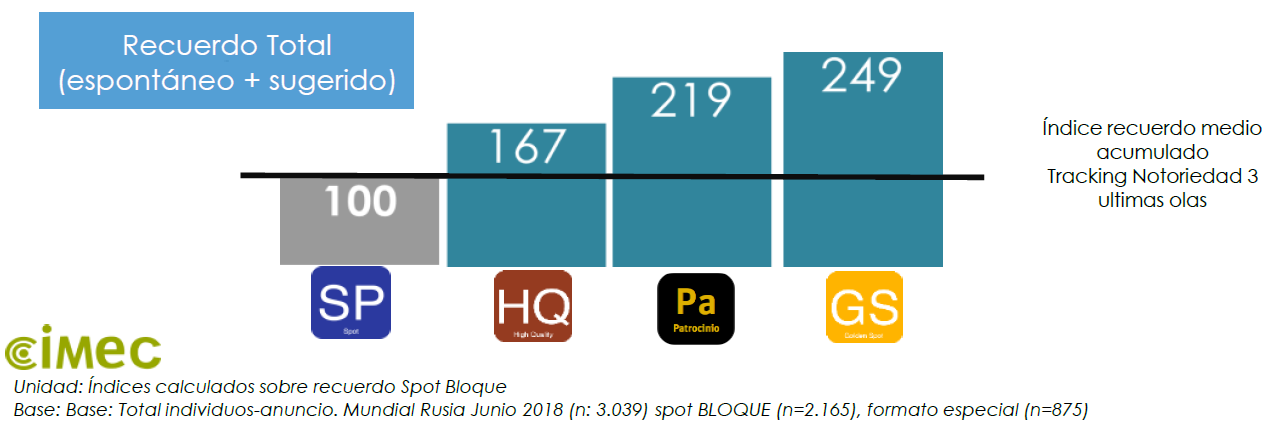 Recuerdo Total
(espontáneo + sugerido)
100
167
219
249
Índice recuerdo medio
acumulado
Tracking Notoriedad 3
ultimas olas
SP
Spot
HQ
High Quality
Pa
Patrocinio
GS
Golden Spot
cimec
Unidad: Índices calculados sobre recuerdo Spot Bloque
Base: Base: Total individuos-anuncio. Mundial Rusia Junio 2018 (n: 3.039) spot BLOQUE (n=2.165), formato especial (n=875)